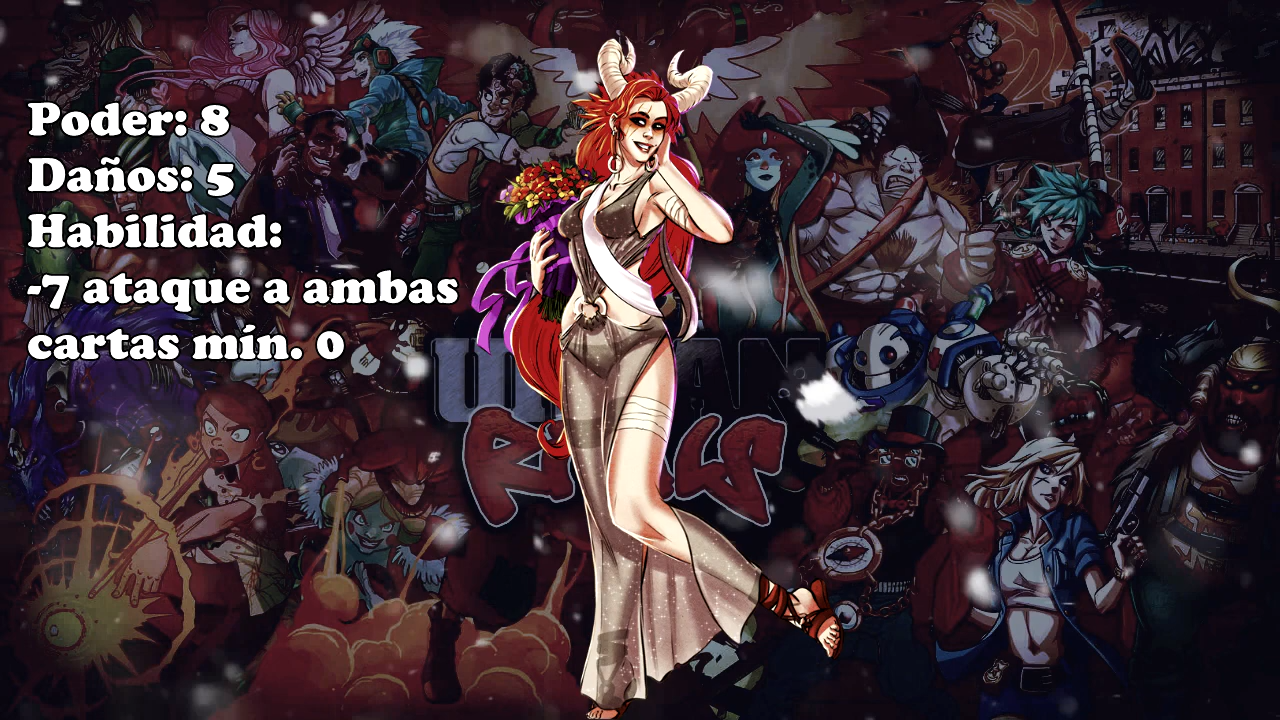 Poder: 8
Daños: 5
Habilidad:
-7 ataque a ambas
cartas mín. 0